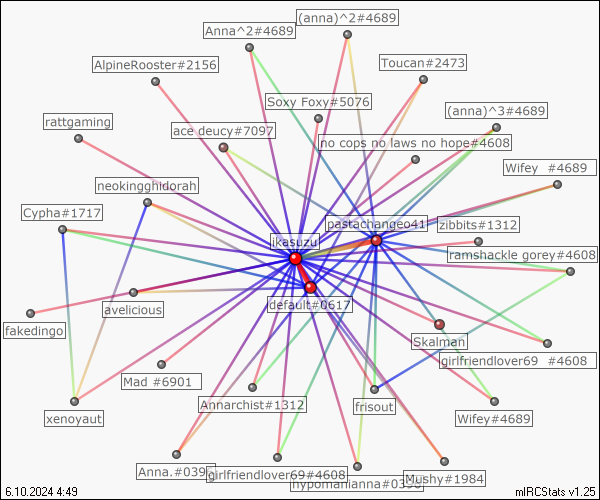 (anna)^2#4689
Anna^2#4689
AlpineRooster#2156
Toucan#2473
Soxy Foxy#5076
(anna)^3#4689
rattgaming
ace deucy#7097
no cops no laws no hope#4608
Wifey #4689
neokingghidorah
Cypha#1717
pastachangeo41
zibbits#1312
ikasuzu
ramshackle gorey#4608
avelicious
default#0617
fakedingo
Skalman
girlfriendlover69 #4608
Mad #6901
Annarchist#1312
frisout
xenoyaut
Wifey#4689
Anna.#039
girlfriendlover69#4608
Mushy#1984
hypomanianna#0396
6.10.2024 4:49
mIRCStats v1.25